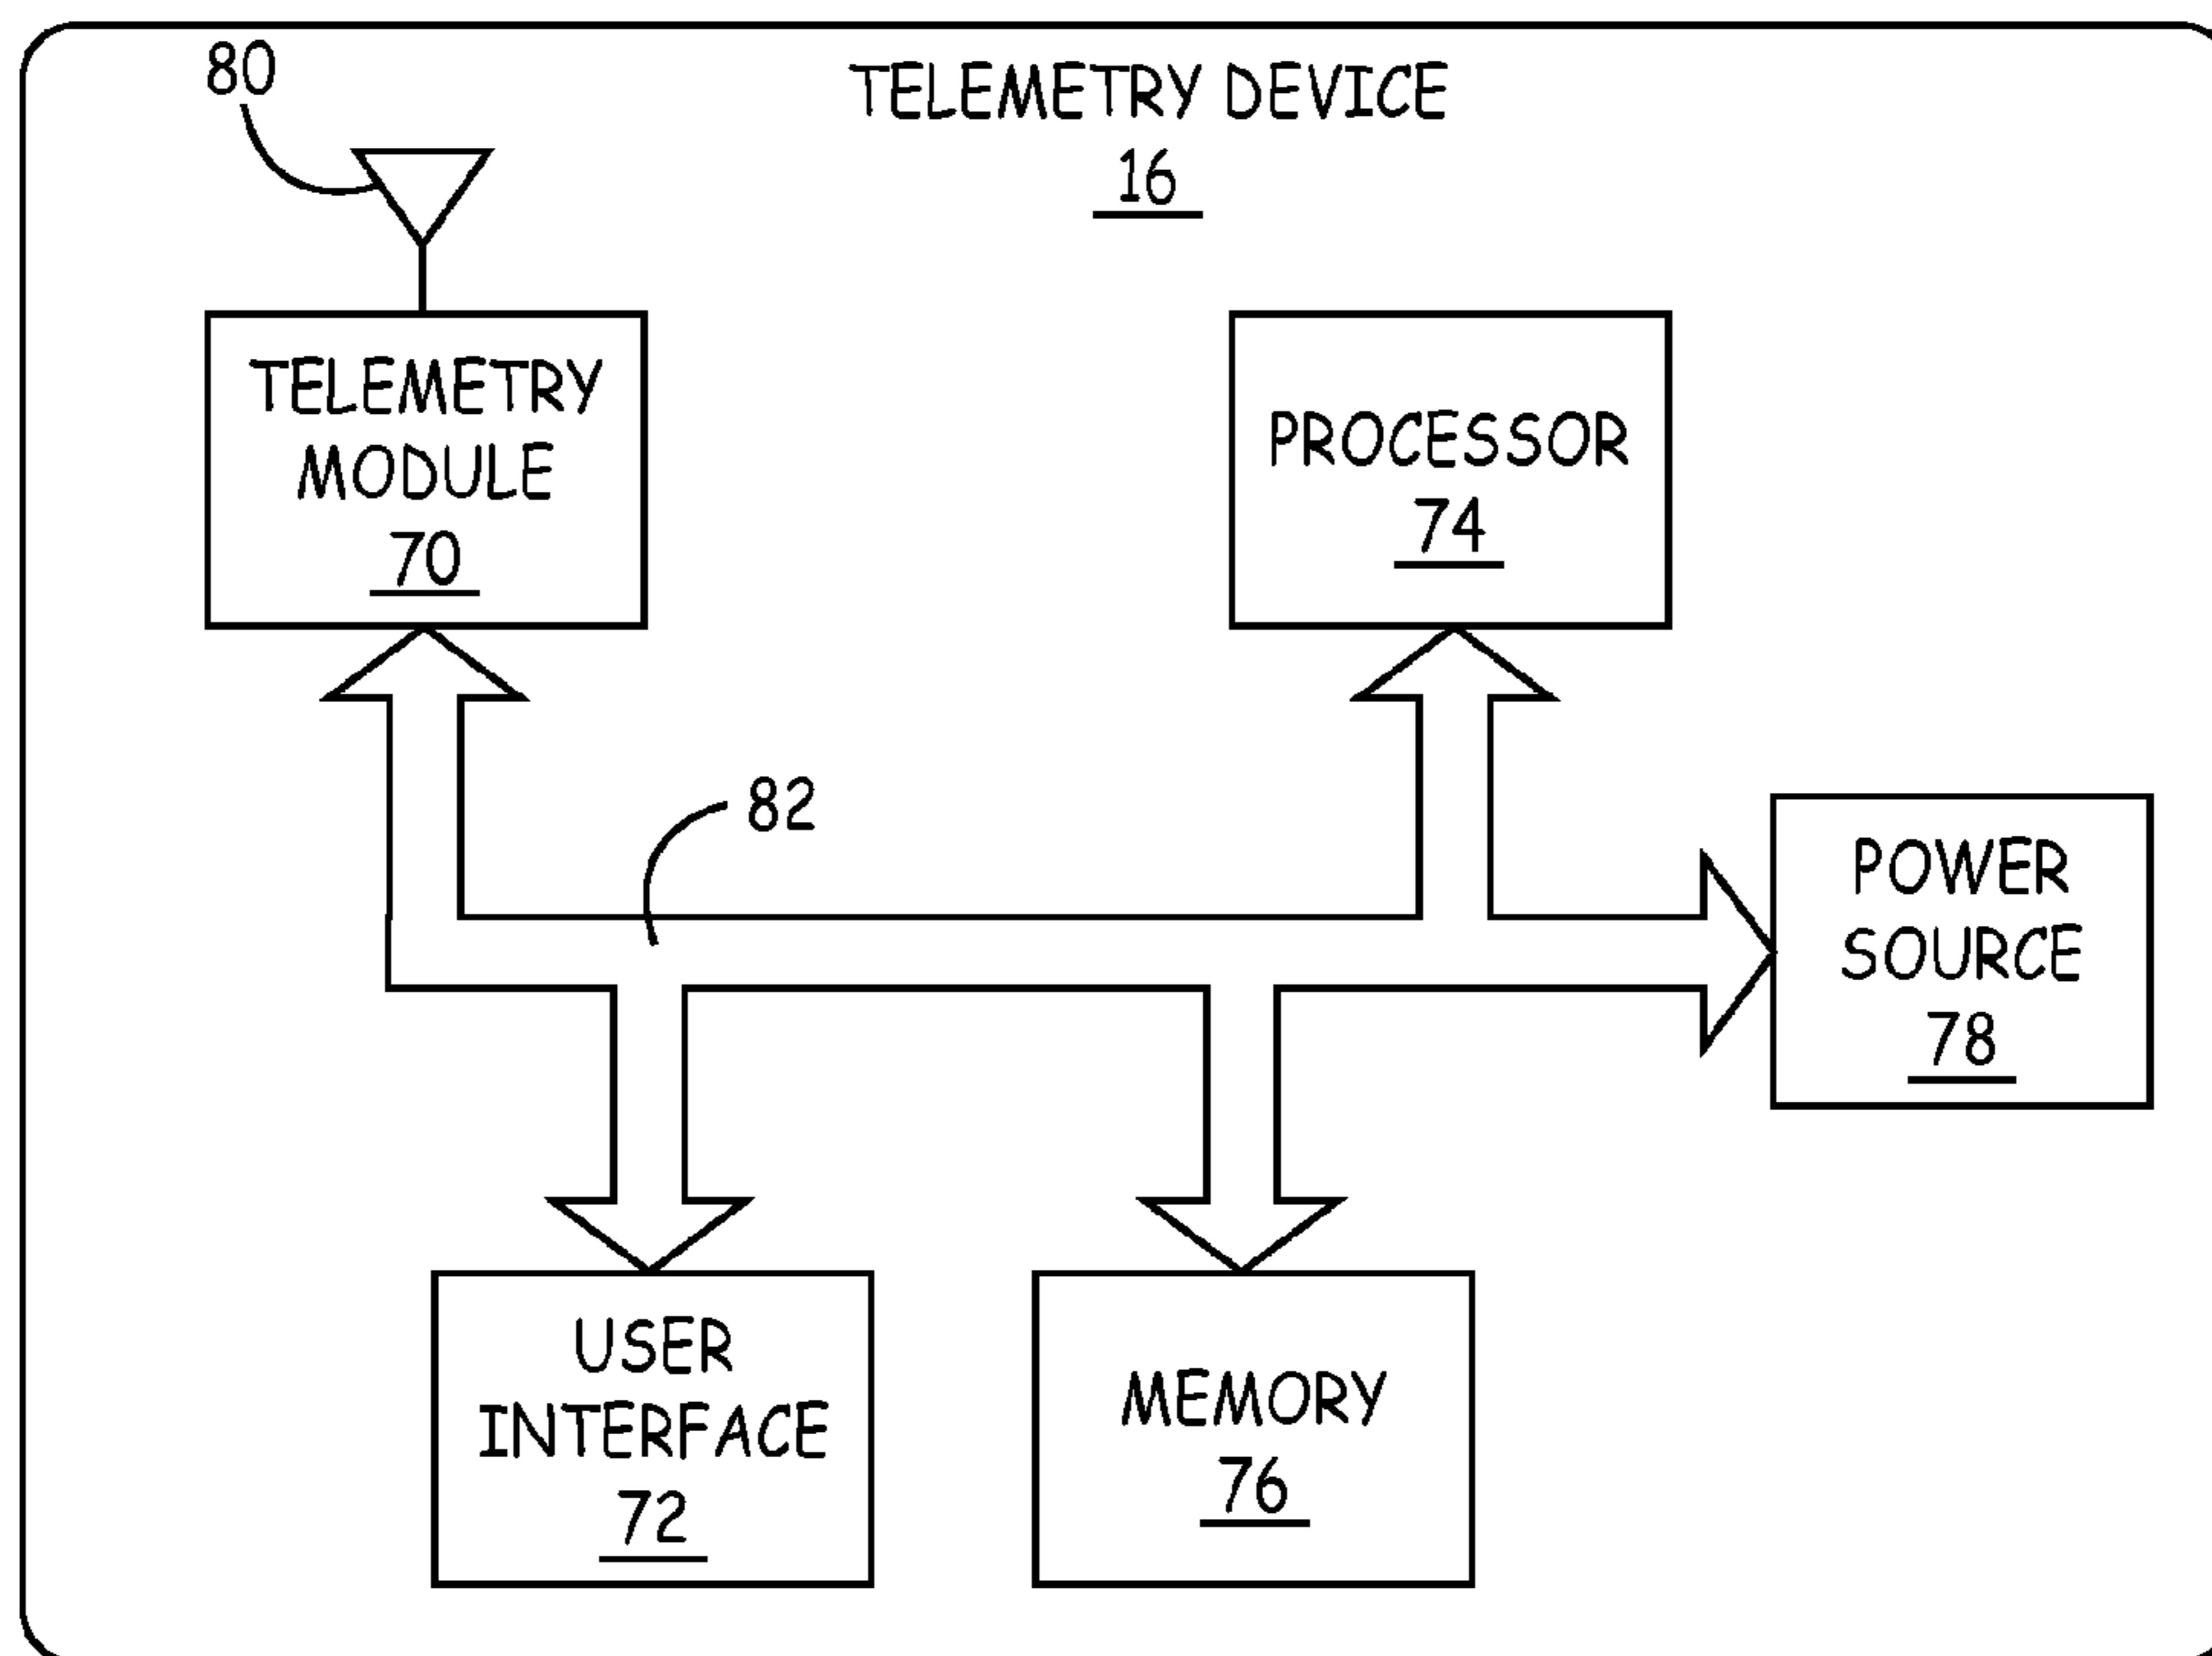 80
TELEMETRY DEVICE
16
TELEMETRY
MODULE
70
PROCESSOR
74
82
POWER
SOURCE
78
USER
INTERFACE
72
MEMORY
76